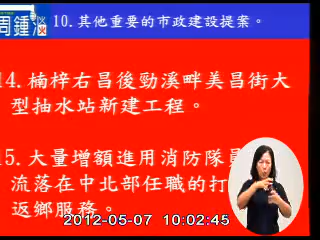 周鍾
10.其他重要的市政建設提案。
14.楠梓右昌後勁溪畔美昌街大
型抽水站新建工程。
15.大量增額進用消防隊員
流落在中北部任職的打
返鄉服務。
2012-05-07 10:02:45